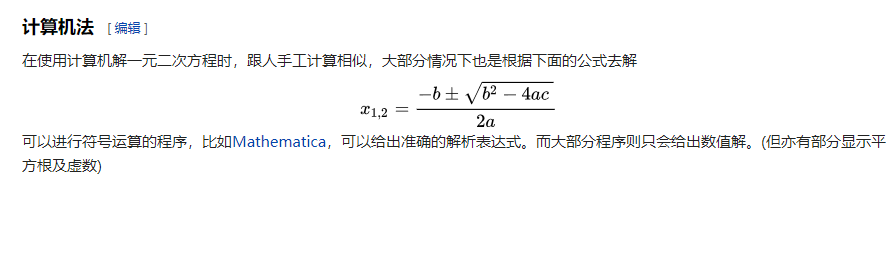 计算机法 [ 编辑 ]
在使用计算机解一元二次方程时，跟人手工计算相似，大部分情况下也是根据下面的公式去解
x_{1,2} = \frac{-b \pm \sqrt{b^2 - 4ac}}{2a}
可以进行符号运算的程序，比如Mathematica，可以给出准确的解析表达式。而大部分程序则只会给出数值解。(但亦有部分显示平
方根及虚数)